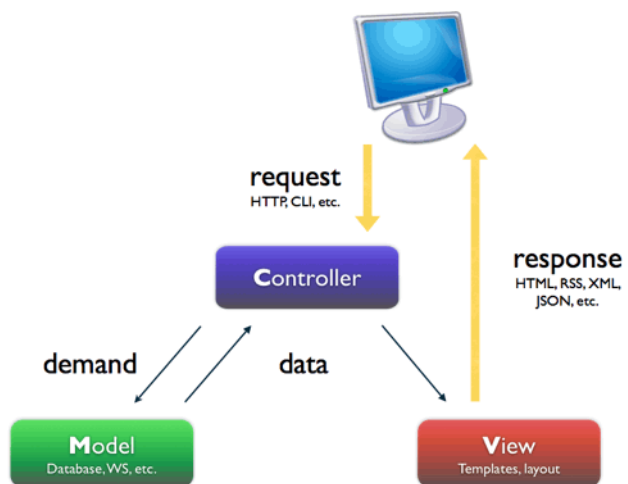 request
HTTP, CLI, etc.
Controller
response
HTML, RSS, XML,
JSON, etc.
demand
data
Model
Database, WS, etc.
View
Templates, layout